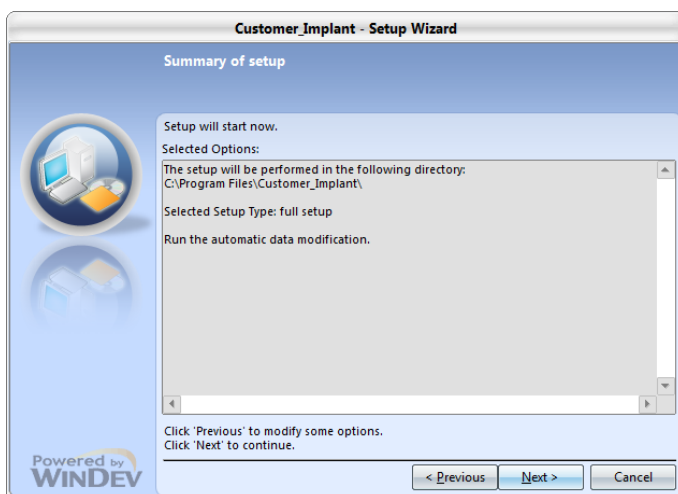 Customer_Implant - Setup Wizard
Summary of setup
Setup will start now.
Selected Options:
The setup will be performed in the following directory:
C:\Program Files\Customer_Implant\
Selected Setup Type: full setup
Run the automatic data modification.
Click 'Previous' to modify some options.
Click 'Next' to continue.
Powered by
WINDEV
< Previous
Next >
Cancel